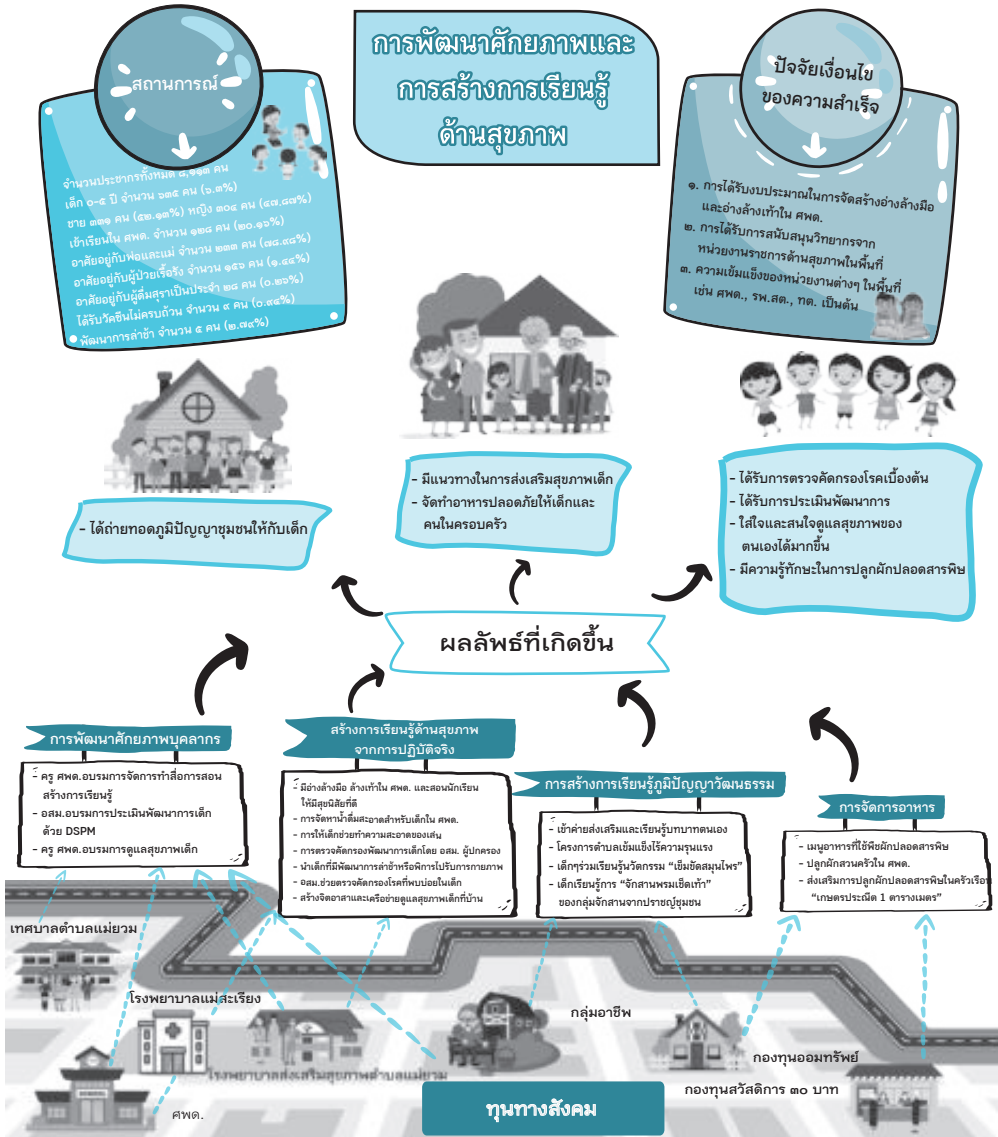 การพัฒนาศักยภาพและ
การสร้างการเรียนรู้
ด้านสุขภาพ
สถานการณ์
จำนวนประชากรทั้งหมด ๘,๑๑๓ คน
เด็ก ๐-๕ ปี จำนวน ๖๓๕ คน (๖.๓%)
ชาย ๓๓๑ คน (๕๒.๑๓%) หญิง ๓๐๔ คน (๔๗.๘๗%)
เข้าเรียนใน ศพด. จำนวน ๑๒๘ คน (๒๐.๑๖%)
อาศัยอยู่กับพ่อและแม่ จำนวน ๒๓๓ คน (๗๘.๔๘%)
อาศัยอยู่กับผู้ป่วยเรื้อรัง จำนวน ๑๕๖ คน (๑.๔๔%)
อาศัยอยู่กับผู้ดื่มสุราเป็นประจำ ๒๘ คน (๐.๒๖%)
ได้รับวัคซีนไม่ครบถ้วน จำนวน ๙ คน (๐.๙๔%)
พัฒนาการล่าช้า จำนวน ๕ คน (๒.๗๙%)
ปัจจัยเงื่อนไข
ของความสำเร็จ
๑. การได้รับงบประมาณในการจัดสร้างอ่างล้างมือ
และอ่างล้างเท้าใน ศพด.
๒. การได้รับการสนับสนุนวิทยากรจาก
หน่วยงานราชการด้านสุขภาพในพื้นที่
๓. ความเข้มแข็งของหน่วยงานต่างๆ ในพื้นที่
เช่น ศพด., รพ.สต., ทต. เป็นต้น
- ได้ถ่ายทอดภูมิปัญญาชุมชนให้กับเด็ก
- มีแนวทางในการส่งเสริมสุขภาพเด็ก
- จัดทำอาหารปลอดภัยให้เด็กและ
คนในครอบครัว
- ได้รับการตรวจคัดกรองโรคเบื้องต้น
- ได้รับการประเมินพัฒนาการ
- ใส่ใจและสนใจดูแลสุขภาพของ
ตนเองได้มากขึ้น
- มีความรู้ทักษะในการปลูกผักปลอดสารพิษ
ผลลัพธ์ที่เกิดขึ้น
การพัฒนาศักยภาพบุคลากร
- ครู ศพด.อบรมการจัดการทำสื่อการสอน
สร้างการเรียนรู้
- อสม.อบรมการประเมินพัฒนาการเด็ก
ด้วย DSPM
- ครู ศพด.อบรมการดูแลสุขภาพเด็ก
สร้างการเรียนรู้ด้านสุขภาพ
จากการปฏิบัติจริง
- มีอ่างล้างมือ ล้างเท้าใน ศพด. และสอนนักเรียน
ให้มีสุขนิสัยที่ดี
- การจัดหาน้ำดื่มสะอาดสำหรับเด็กใน ศพด.
- การให้เด็กช่วยทำความสะอาดของเล่น
- การตรวจคัดกรองพัฒนาการเด็กโดย อสม. ผู้ปกครอง
- นำเด็กที่มีพัฒนาการล่าช้าหรือพิการไปรับการกายภาพ
- อสม.ช่วยตรวจคัดกรองโรคที่พบบ่อยในเด็ก
- สร้างจิตอาสาและเครือข่ายดูแลสุขภาพเด็กที่บ้าน
การสร้างการเรียนรู้ภูมิปัญญาวัฒนธรรม
- เข้าค่ายส่งเสริมและเรียนรู้บทบาทตนเอง
- โครงการตำบลเข้มแข็งไร้ความรุนแรง
- เด็กๆร่วมเรียนรู้นวัตกรรม “เข็มขัดสมุนไพร”
- เด็กเรียนรู้การ “จักสานพรมเช็ดเท้า”
ของกลุ่มจักสานจากปราชญ์ชุมชน
การจัดการอาหาร
- เมนูอาหารที่ใช้พืชผักปลอดสารพิษ
- ปลูกผักสวนครัวใน ศพด.
- ส่งเสริมการปลูกผักปลอดสารพิษในครัวเรือน
“เกษตรประณีต 1 ตารางเมตร”
เทศบาลตำบลแม่ยวม
โรงพยาบาลแม่สะเรียง
โรงพยาบาลส่งเสริมสุขภาพตำบลแม่ยวม
ศพด.
กลุ่มอาชีพ
กองทุนออมทรัพย์
กองทุนสวัสดิการ ๓๐ บาท
ทุนทางสังคม